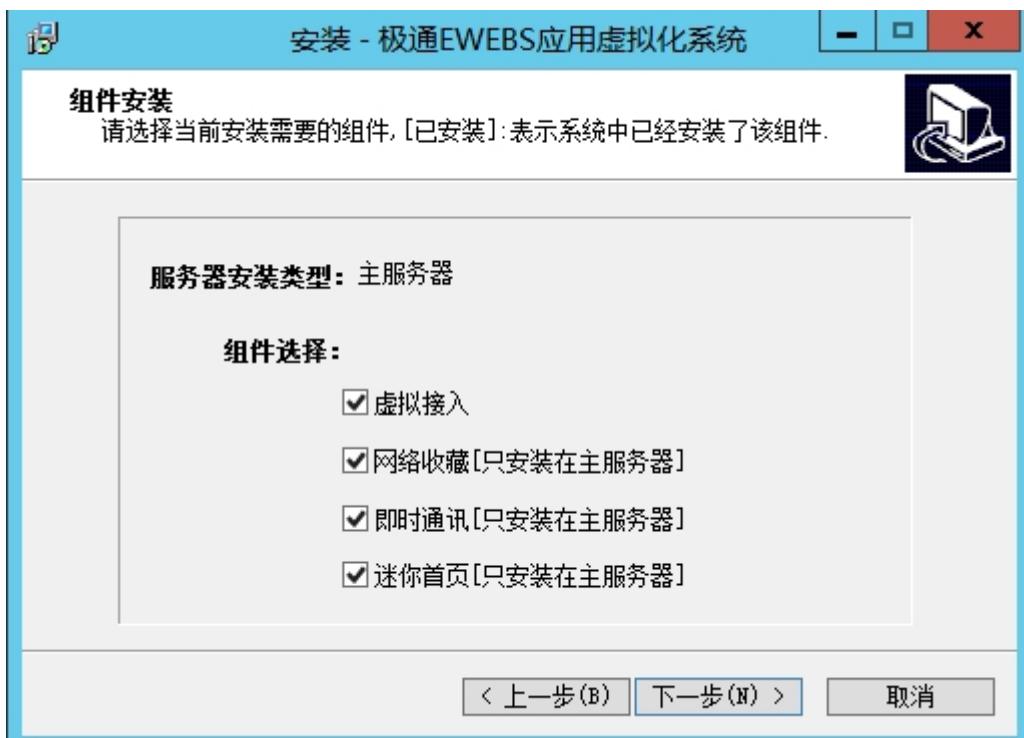 安装 - 极通EWEBS应用虚拟化系统
组件安装
请选择当前安装需要的组件,[已安装]:表示系统中已经安装了该组件.
服务器安装类型：主服务器
组件选择：
虚拟接入
网络收藏[只安装在主服务器]
即时通讯[只安装在主服务器]
迷你首页[只安装在主服务器]
< 上一步(B) 下一步(N) > 取消